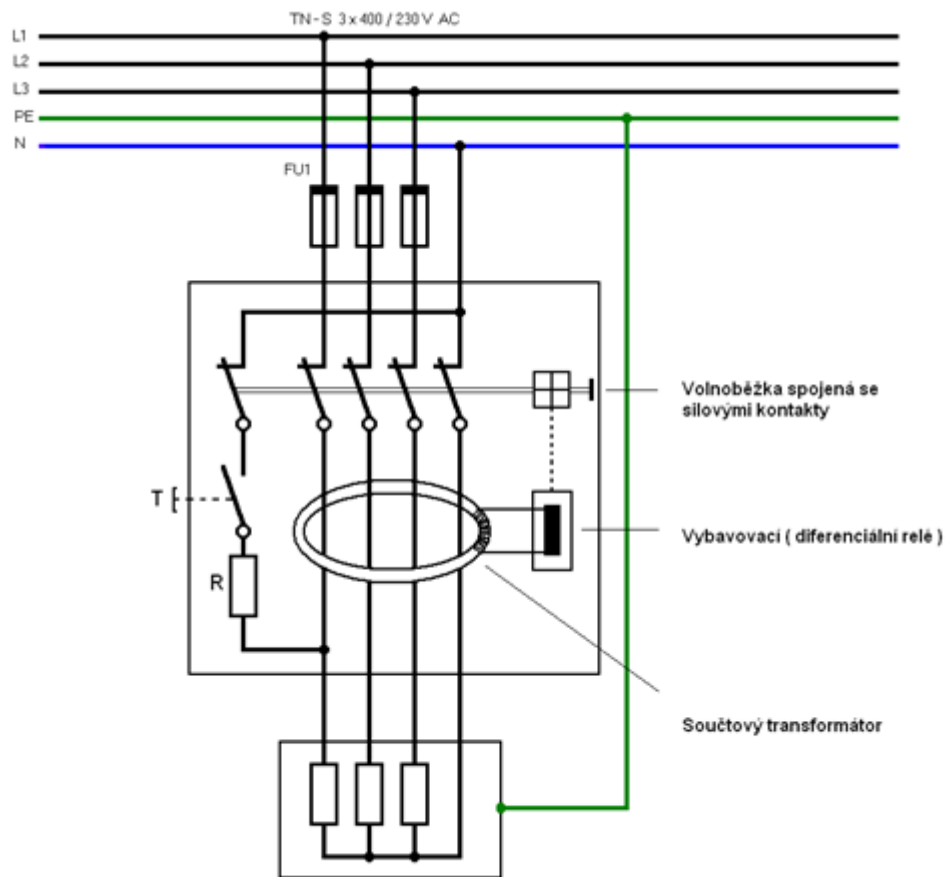 TN - S 3 x 400 / 230 V AC
L1
L2
L3
PE
N
FU1
Volnoběžka spojená se
silovými kontakty
T
Vybavovací ( diferenciální relé )
R
Součtový transformátor